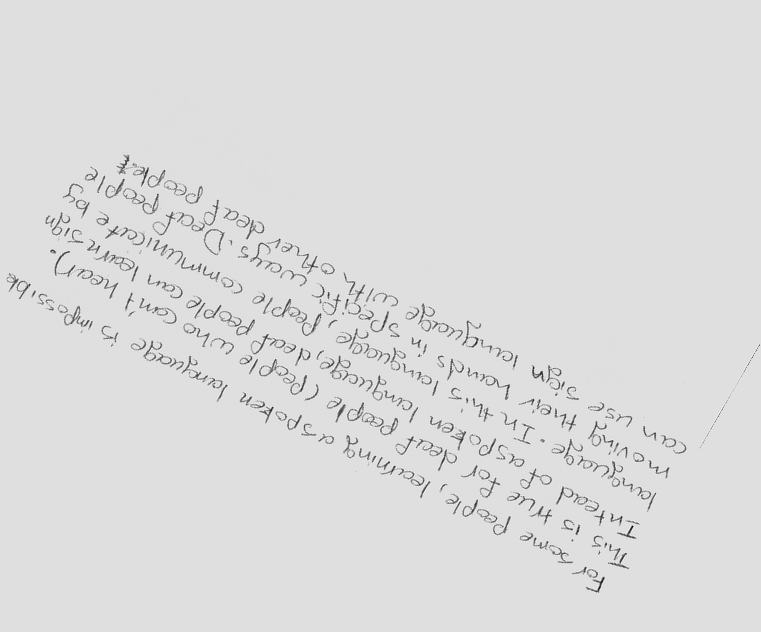 For some people, learning a spoken language is impossible
This is true for deaf people (people who can't hear).
Intead of a spoken language, deaf people can learn sign
language. In this language, people communicate by
moving their hands in specific ways. Deaf people
can use sign language with other deaf people.